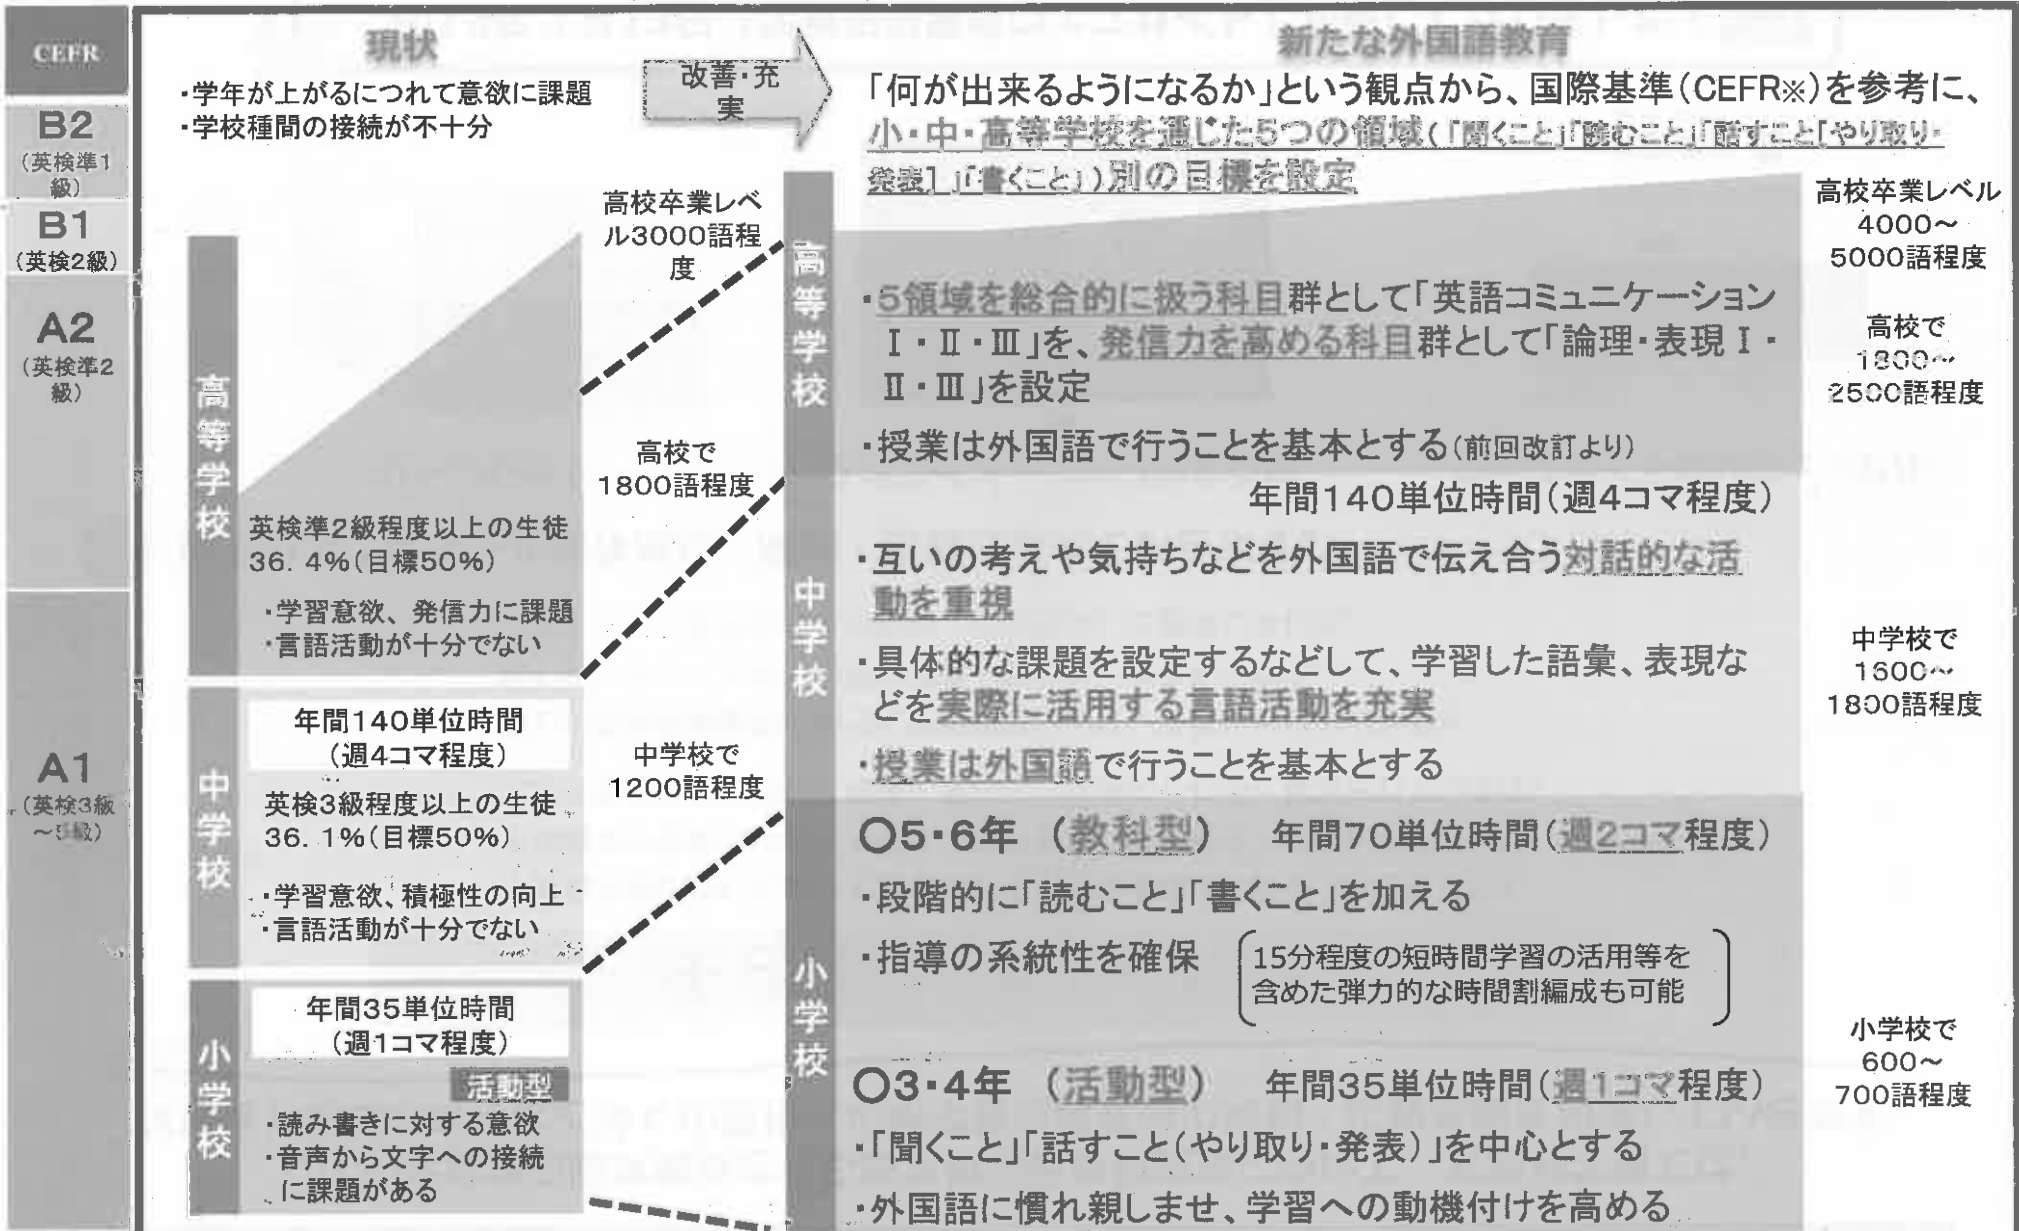 CEFR
B2
(英検準1
級)
B1
(英検2級)
A2
(英検準2
級)
A1
(英検3級
～5級)
現状
・学年が上がるにつれて意欲に課題
・学校種間の接続が不十分
改善・充
実
高等学校
英検準2級程度以上の生徒
36.4%(目標50%)
・学習意欲、発信力に課題
・言語活動が十分でない
中学校
年間140単位時間
(週4コマ程度)
英検3級程度以上の生徒
36.1%(目標50%)
・学習意欲、積極性の向上
・言語活動が十分でない
小学校
年間35単位時間
(週1コマ程度)
活動型
・読み書きに対する意欲
・音声から文字への接続
に課題がある
高校卒業レベ
ル3000語程
度
高校で
1800語程度
中学校で
1200語程度
新たな外国語教育
「何が出来るようになるか」という観点から、国際基準(CEFR※)を参考に、
小・中・高等学校を通じた5つの領域(「聞くこと」「読むこと」「話すこと[やり取り・
発表]」「書くこと」)別の目標を設定
高等学校
・5領域を総合的に扱う科目群として「英語コミュニケーション
Ⅰ・Ⅱ・Ⅲ」を、発信力を高める科目群として「論理・表現Ⅰ・
Ⅱ・Ⅲ」を設定
・授業は外国語で行うことを基本とする(前回改訂より)
中学校
年間140単位時間(週4コマ程度)
・互いの考えや気持ちなどを外国語で伝え合う対話的な活
動を重視
・具体的な課題を設定するなどして、学習した語彙、表現な
どを実際に活用する言語活動を充実
・授業は外国語で行うことを基本とする
小学校
○5・6年 (教科型) 年間70単位時間(週2コマ程度)
・段階的に「読むこと」「書くこと」を加える
・指導の系統性を確保
15分程度の短時間学習の活用等を
含めた弾力的な時間割編成も可能
○3・4年 (活動型) 年間35単位時間(週1コマ程度)
・「聞くこと」「話すこと(やり取り・発表)」を中心とする
・外国語に慣れ親しませ、学習への動機付けを高める
高校卒業レベル
4000～
5000語程度
高校で
1800～
2500語程度
中学校で
1600～
1800語程度
小学校で
600～
700語程度